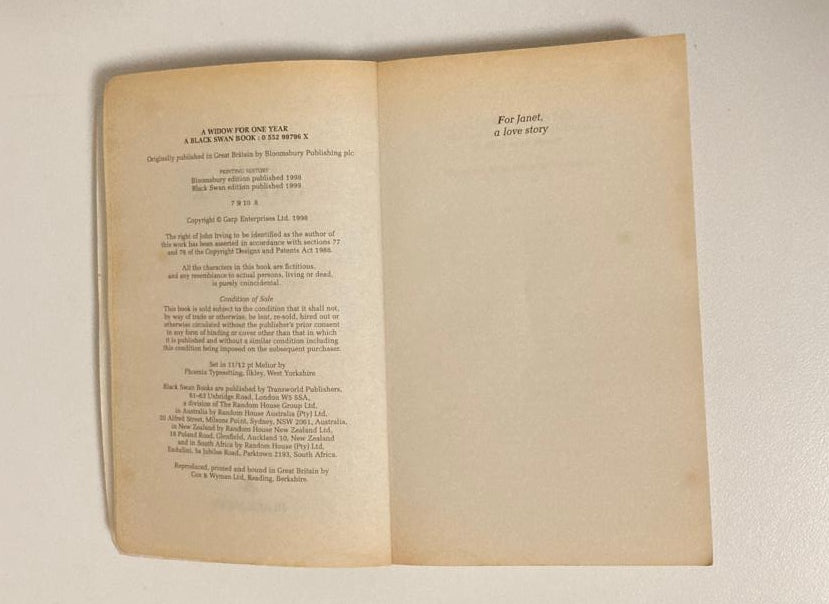 A WIDOW FOR ONE YEAR
A BLACK SWAN BOOK : 0 552 99796 X
Originally published in Great Britain by Bloomsbury Publishing plc
PRINTING HISTORY
Bloomsbury edition published 1998
Black Swan edition published 1999
7 9 10 8
Copyright © Garp Enterprises Ltd. 1998
The right of John Irving to be identified as the author of
this work has been asserted in accordance with sections 77
and 78 of the Copyright Designs and Patents Act 1988.
All the characters in this book are fictitious,
and any resemblance to actual persons, living or dead,
is purely coincidental.
Condition of Sale
This book is sold subject to the condition that it shall not,
by way of trade or otherwise, be lent, re-sold, hired out or
otherwise circulated without the publisher's prior consent
in any form of binding or cover other than that in which
it is published and without a similar condition including
this condition being imposed on the subsequent purchaser.
Set in 11/12 pt Melior by
Phoenix Typesetting, Ilkley, West Yorkshire
Black Swan Books are published by Transworld Publishers,
61–63 Uxbridge Road, London W5 5SA,
a division of The Random House Group Ltd,
in Australia by Random House Australia (Pty) Ltd,
20 Alfred Street, Milsons Point, Sydney, NSW 2061, Australia,
in New Zealand by Random House New Zealand Ltd,
18 Poland Road, Glenfield, Auckland 10, New Zealand
and in South Africa by Random House (Pty) Ltd,
Endulini, 5a Jubilee Road, Parktown 2193, South Africa.
Reproduced, printed and bound in Great Britain by
Cox & Wyman Ltd, Reading, Berkshire.
For Janet,
a love story